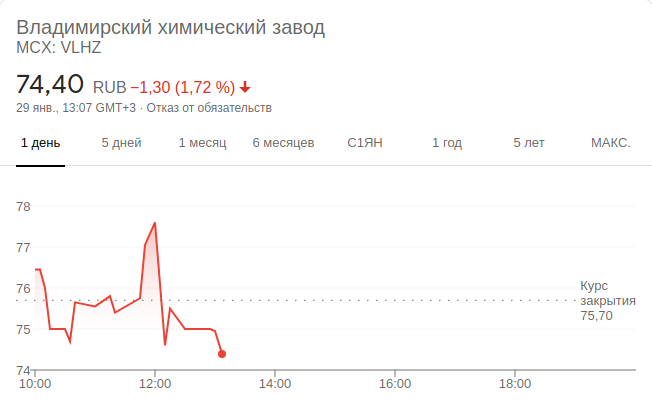 Владимирский химический завод
MCX: VLHZ
74,40 RUB −1,30 (1,72 %)
29 янв., 13:07 GMT+3 · Отказ от обязательств
1 день 5 дней 1 месяц 6 месяцев С1ЯН 1 год 5 лет МАКС.
78
77
76
75
74
Курс
закрытия
75,70
10:00 12:00 14:00 16:00 18:00